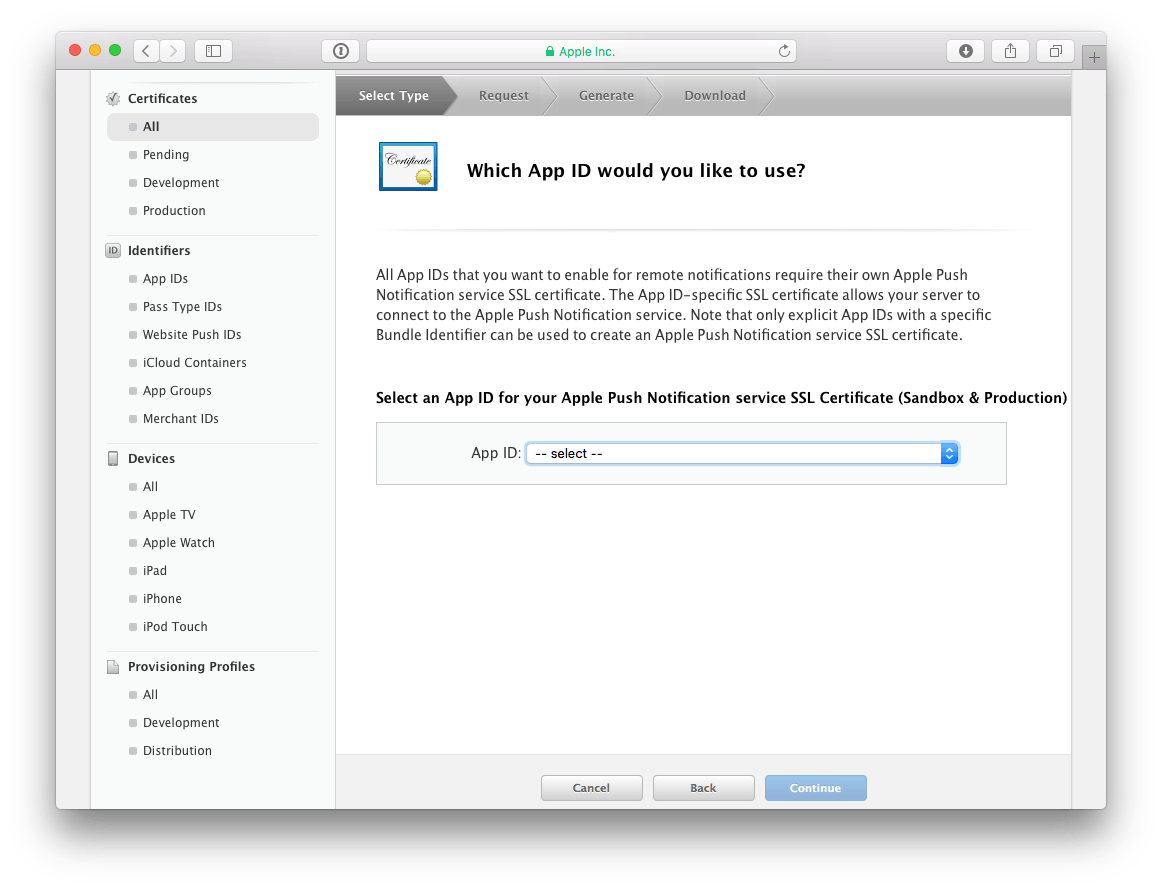 Apple Inc.
Certificates
All
Pending
Development
Production
ID Identifiers
App IDs
Pass Type IDs
Website Push IDs
iCloud Containers
App Groups
Merchant IDs
Devices
All
Apple TV
Apple Watch
iPad
iPhone
iPod Touch
Provisioning Profiles
All
Development
Distribution
Select Type Request Generate Download
Certificate
Which App ID would you like to use?
All App IDs that you want to enable for remote notifications require their own Apple Push
Notification service SSL certificate. The App ID-specific SSL certificate allows your server to
connect to the Apple Push Notification service. Note that only explicit App IDs with a specific
Bundle Identifier can be used to create an Apple Push Notification service SSL certificate.
Select an App ID for your Apple Push Notification service SSL Certificate (Sandbox & Production)
App ID: -- select --
Cancel Back Continue